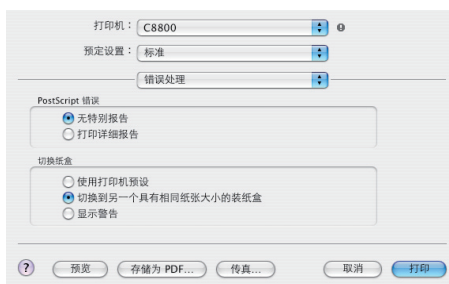 打印机： C8800
预定设置： 标准
错误处理
PostScript 错误
无特别报告
打印详细报告
切换纸盒
使用打印机预设
切换到另一个具有相同纸张大小的装纸盒
显示警告
? 预览 存储为 PDF... 传真... 取消 打印